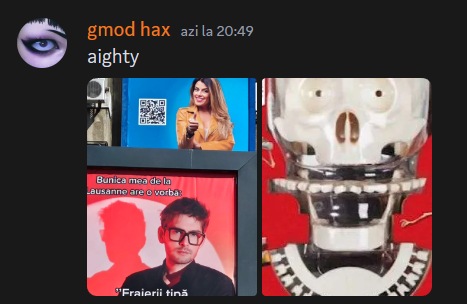 gmod hax azi la 20:49
aighty
Bunica mea de la
Lausanne are o vorbă:
"Fraierii țipă